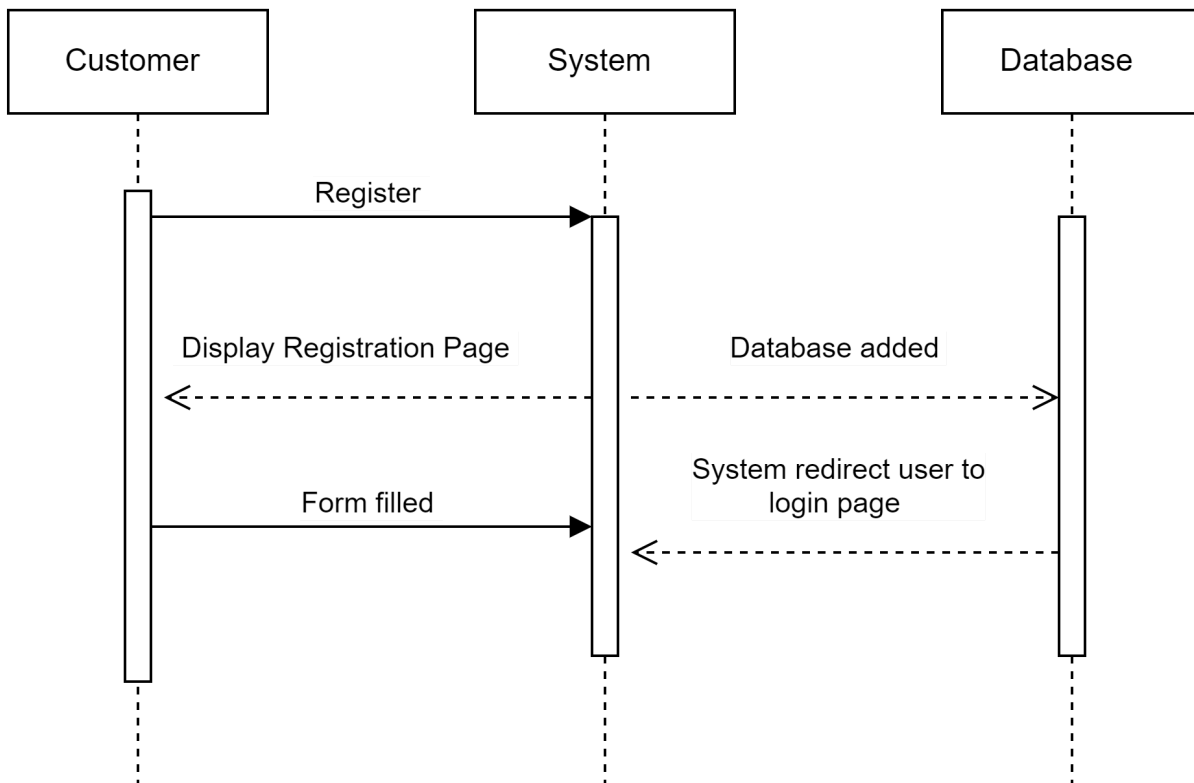 Customer
System
Database
Register
Display Registration Page
Database added
System redirect user to
login page
Form filled